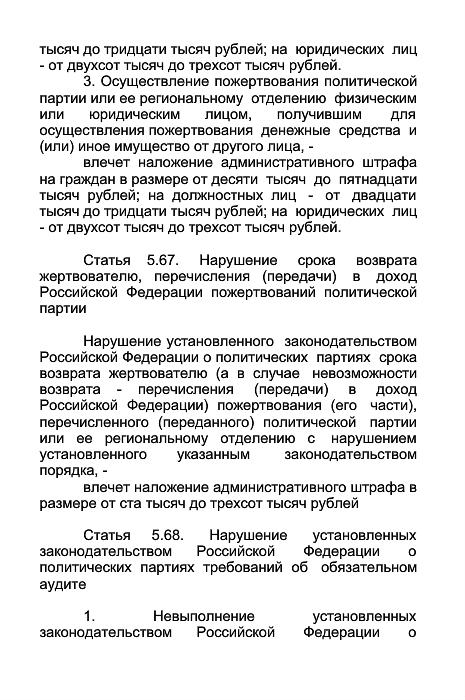 тысяч до тридцати тысяч рублей; на юридических лиц
- от двухсот тысяч до трехсот тысяч рублей.
3. Осуществление пожертвования политической
партии или ее региональному отделению физическим
или юридическим лицом, получившим для
осуществления пожертвования денежные средства и
(или) иное имущество от другого лица, -
влечет наложение административного штрафа
на граждан в размере от десяти тысяч до пятнадцати
тысяч рублей; на должностных лиц - от двадцати
тысяч до тридцати тысяч рублей; на юридических лиц
- от двухсот тысяч до трехсот тысяч рублей.
Статья 5.67. Нарушение срока возврата
жертвователю, перечисления (передачи) в доход
Российской Федерации пожертвований политической
партии
Нарушение установленного законодательством
Российской Федерации о политических партиях срока
возврата жертвователю (а в случае невозможности
возврата - перечисления (передачи) в доход
Российской Федерации) пожертвования (его части),
перечисленного (переданного) политической партии
или ее региональному отделению с нарушением
установленного указанным законодательством
порядка, -
влечет наложение административного штрафа в
размере от ста тысяч до трехсот тысяч рублей
Статья 5.68. Нарушение установленных
законодательством Российской Федерации о
политических партиях требований об обязательном
аудите
1. Невыполнение установленных
законодательством Российской Федерации о